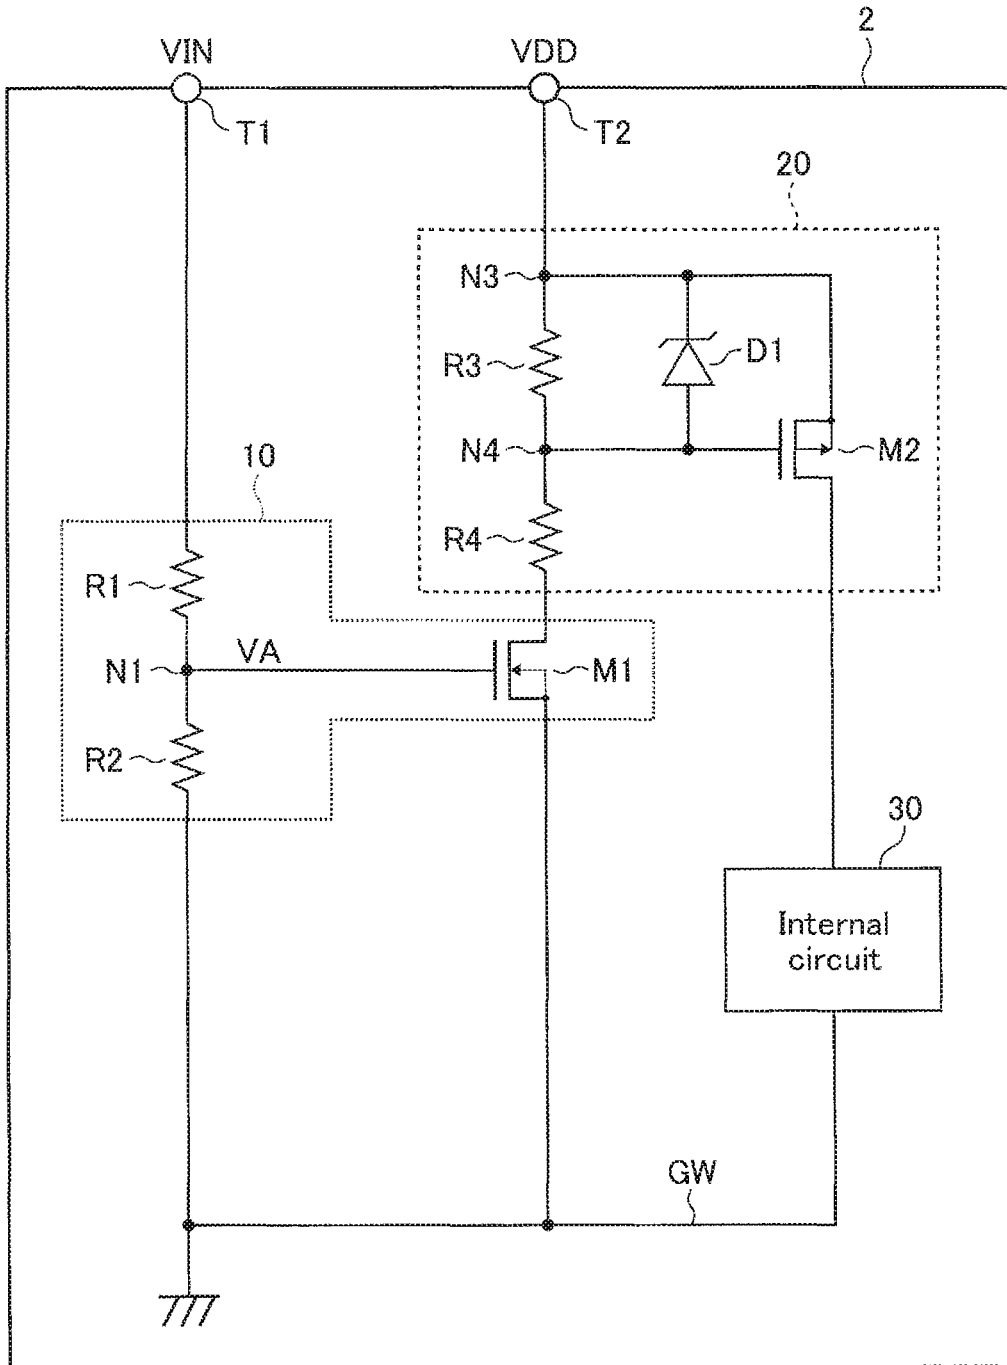 2
VIN
VDD
T1
T2
20
N3
R3
D1
N4
M2
10
R4
R1
VA
N1
M1
R2
30
Internal
circuit
GW